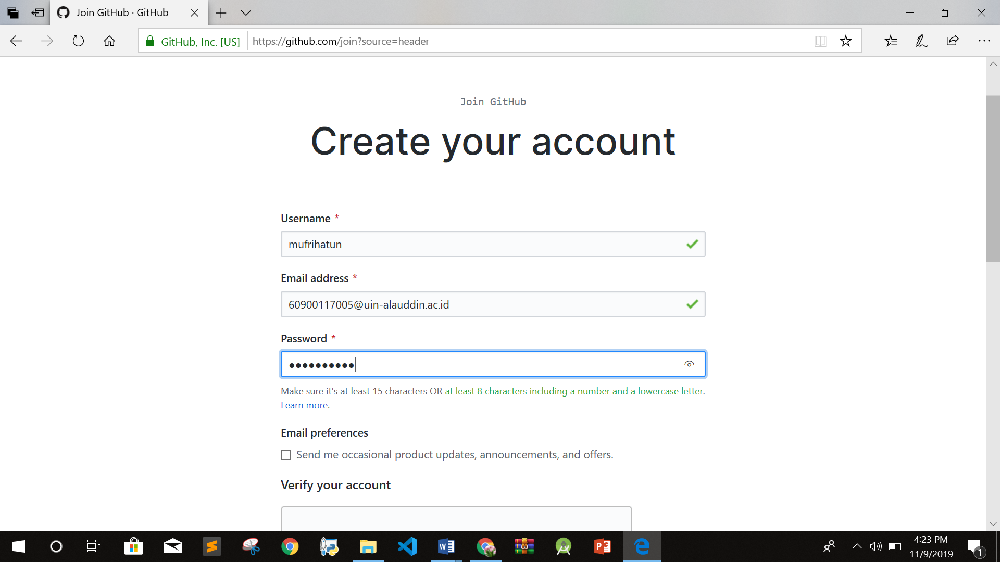 Join GitHub · GitHub
GitHub, Inc. [US] https://github.com/join?source=header
Join GitHub
Create your account
Username *
mufrihatun
Email address *
60900117005@uin-alauddin.ac.id
Password *
Make sure it's at least 15 characters OR at least 8 characters including a number and a lowercase letter.
Learn more.
Email preferences
Send me occasional product updates, announcements, and offers.
Verify your account
4:23 PM
11/9/2019
1